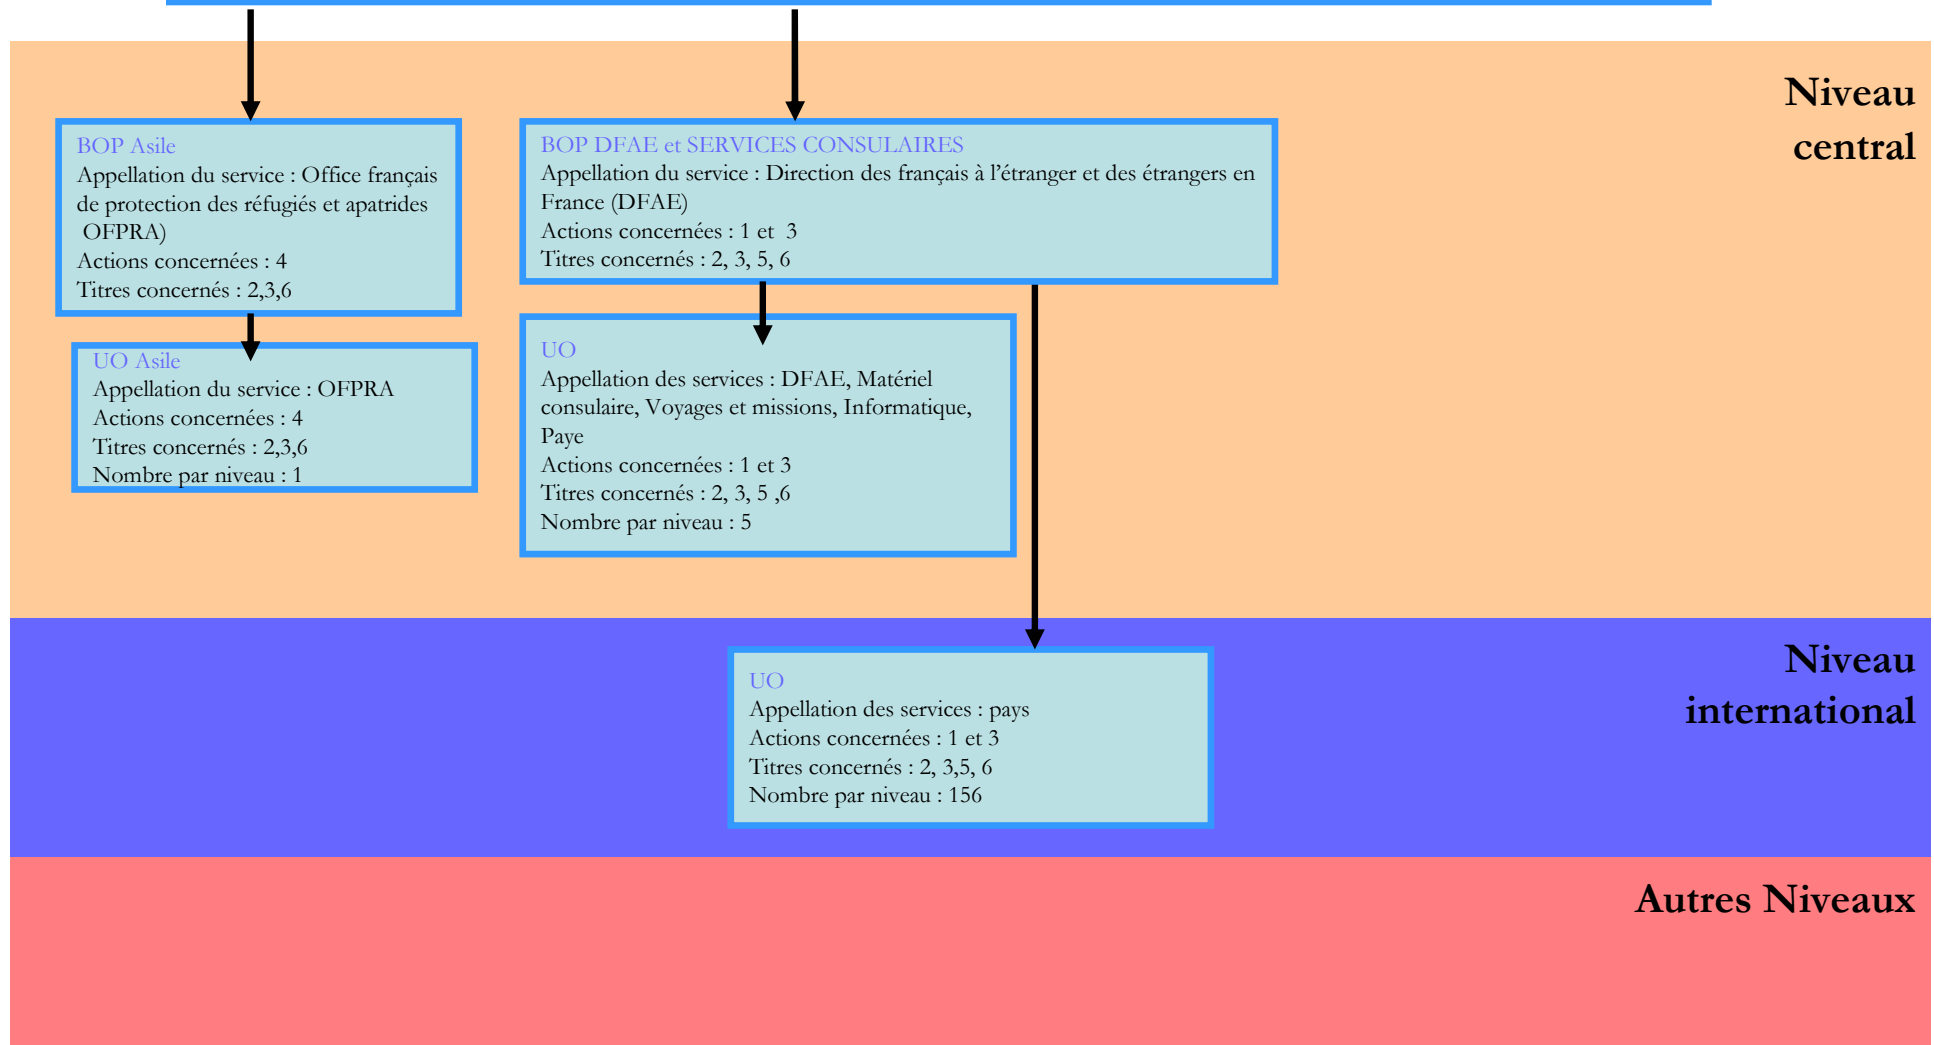 Niveau
central
BOP Asile
Appellation du service : Office français
de protection des réfugiés et apatrides
OFPRA)
Actions concernées : 4
Titres concernés : 2,3,6
BOP DFAE et SERVICES CONSULAIRES
Appellation du service : Direction des français à l'étranger et des étrangers en
France (DFAE)
Actions concernées : 1 et  3
Titres concernés : 2, 3, 5, 6
UO Asile
Appellation du service : OFPRA
Actions concernées : 4
Titres concernés : 2,3,6
Nombre par niveau : 1
UO
Appellation des services : DFAE, Matériel
consulaire, Voyages et missions, Informatique,
Paye
Actions concernées : 1 et 3
Titres concernés : 2, 3, 5 ,6
Nombre par niveau : 5
Niveau
international
UO
Appellation des services : pays
Actions concernées : 1 et 3
Titres concernés : 2, 3,5, 6
Nombre par niveau : 156
Autres Niveaux